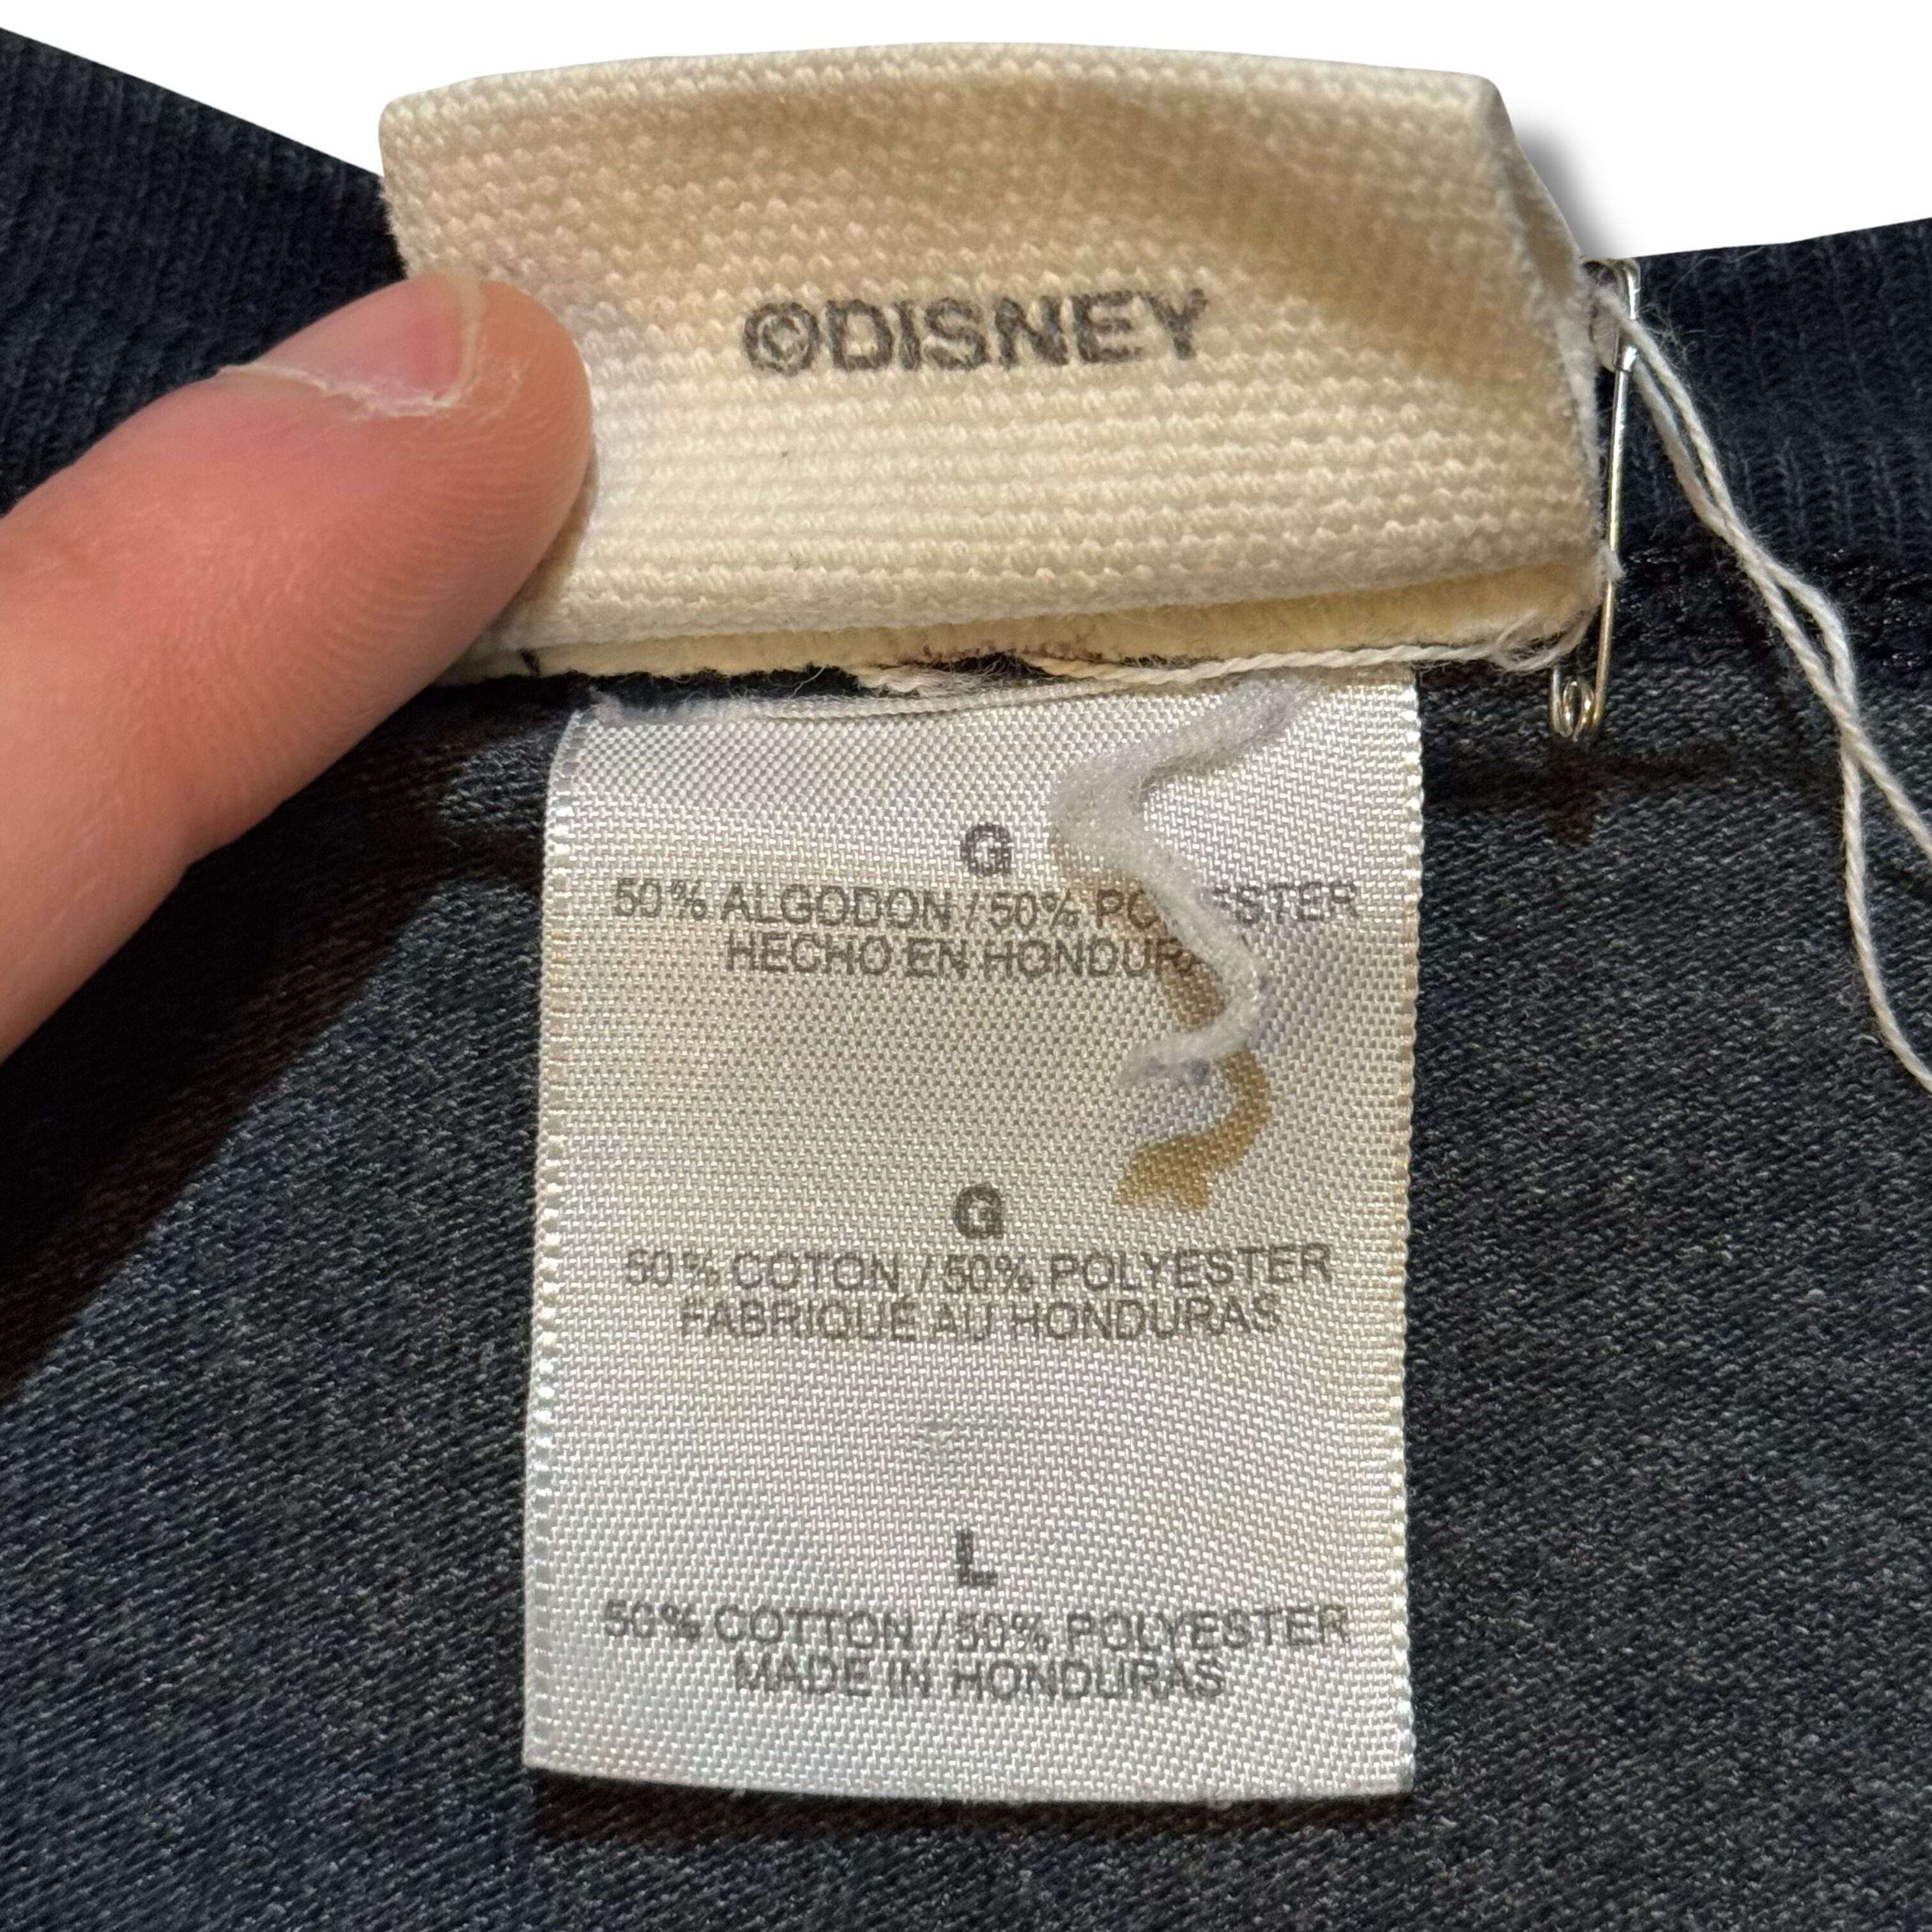 ©DISNEY
G
50% ALGODON / 50% POLYESTER
HECHO EN HONDURAS
G
50% COTON / 50% POLYESTER
FABRIQUÉ AU HONDURAS
L
50% COTTON / 50% POLYESTER
MADE IN HONDURAS